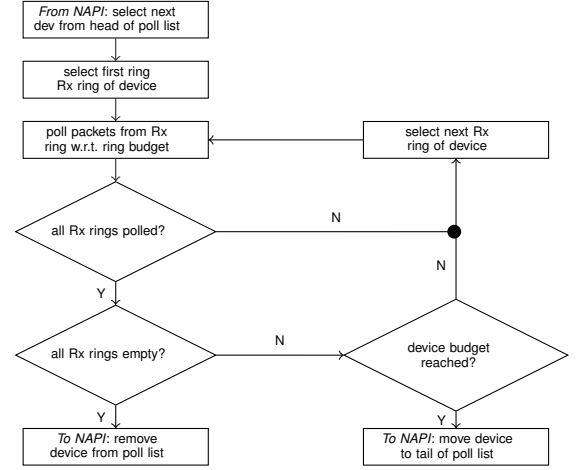 From NAPI: select next
dev from head of poll list
select first ring
Rx ring of device
poll packets from Rx
ring w.r.t. ring budget
select next Rx
ring of device
all Rx rings polled?
N
N
Y
all Rx rings empty?
N
device budget
reached?
Y
Y
To NAPI: remove
device from poll list
To NAPI: move device
to tail of poll list